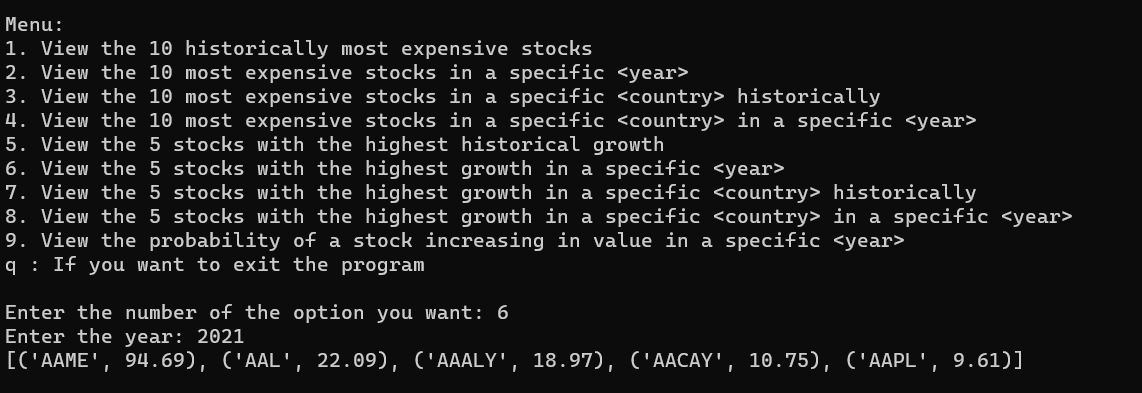 Menu:
1. View the 10 historically most expensive stocks
2. View the 10 most expensive stocks in a specific <year>
3. View the 10 most expensive stocks in a specific <country> historically
4. View the 10 most expensive stocks in a specific <country> in a specific <year>
5. View the 5 stocks with the highest historical growth
6. View the 5 stocks with the highest growth in a specific <year>
7. View the 5 stocks with the highest growth in a specific <country> historically
8. View the 5 stocks with the highest growth in a specific <country> in a specific <year>
9. View the probability of a stock increasing in value in a specific <year>
q : If you want to exit the program
Enter the number of the option you want: 6
Enter the year: 2021
[('AAME', 94.69), ('AAL', 22.09), ('AAALY', 18.97), ('AACAY', 10.75), ('AAPL', 9.61)]